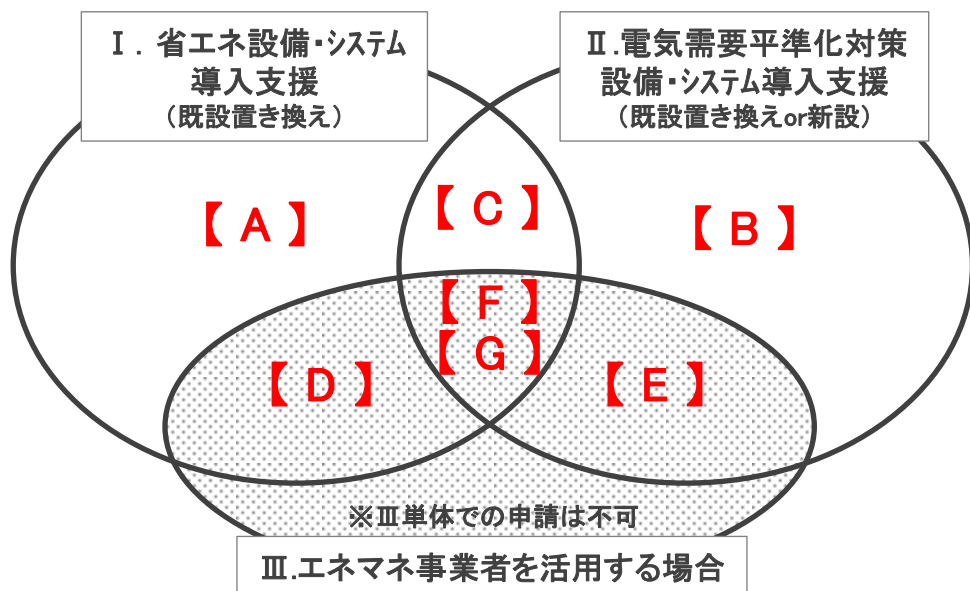 Ⅰ．省エネ設備・システム
導入支援
（既設置き換え）
Ⅱ.電気需要平準化対策
設備・システム導入支援
（既設置き換えor新設）
【 A 】
【 C 】
【 B 】
【 F 】
【 G 】
【 D 】
【 E 】
※Ⅲ単体での申請は不可
Ⅲ.エネマネ事業者を活用する場合